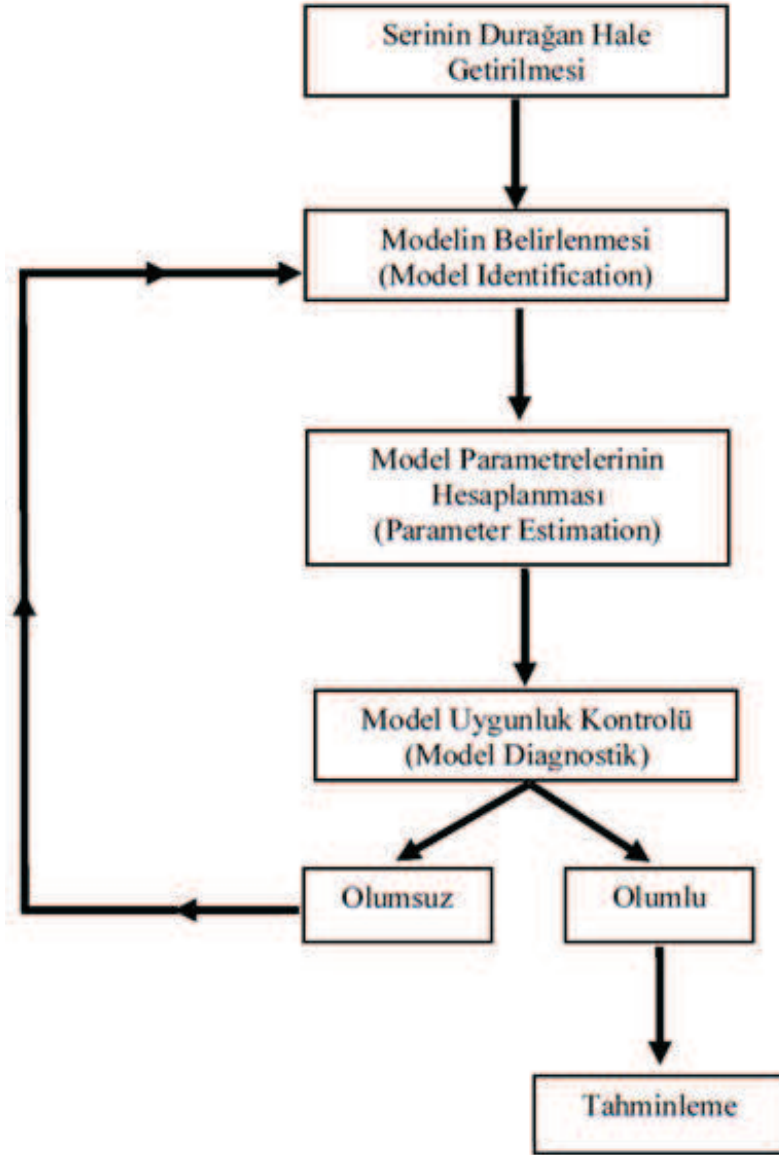 Serinin Durağan Hale
Getirilmesi
Modelin Belirlenmesi
(Model Identification)
Model Parametrelerinin
Hesaplanması
(Parameter Estimation)
Model Uygunluk Kontrolü
(Model Diagnostik)
Olumsuz
Olumlu
Tahminleme